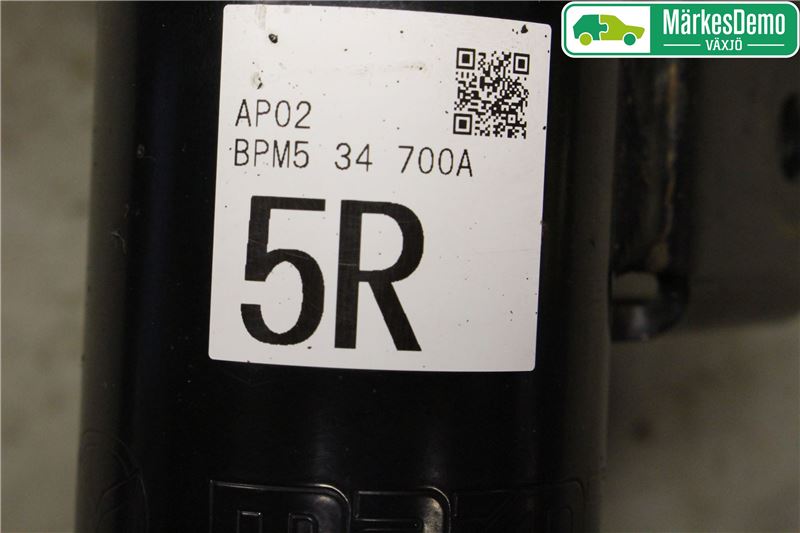 MärkesDemo
VÄXJÖ
AP02
BPM5 34 700A
5R